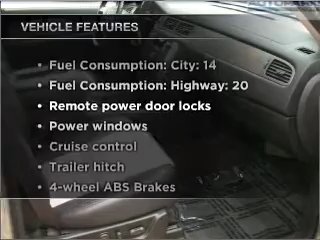 VEHICLE FEATURES
• Fuel Consumption: City: 14
• Fuel Consumption: Highway: 20
• Remote power door locks
• Power windows
• Cruise control
• Trailer hitch
• 4-wheel ABS Brakes